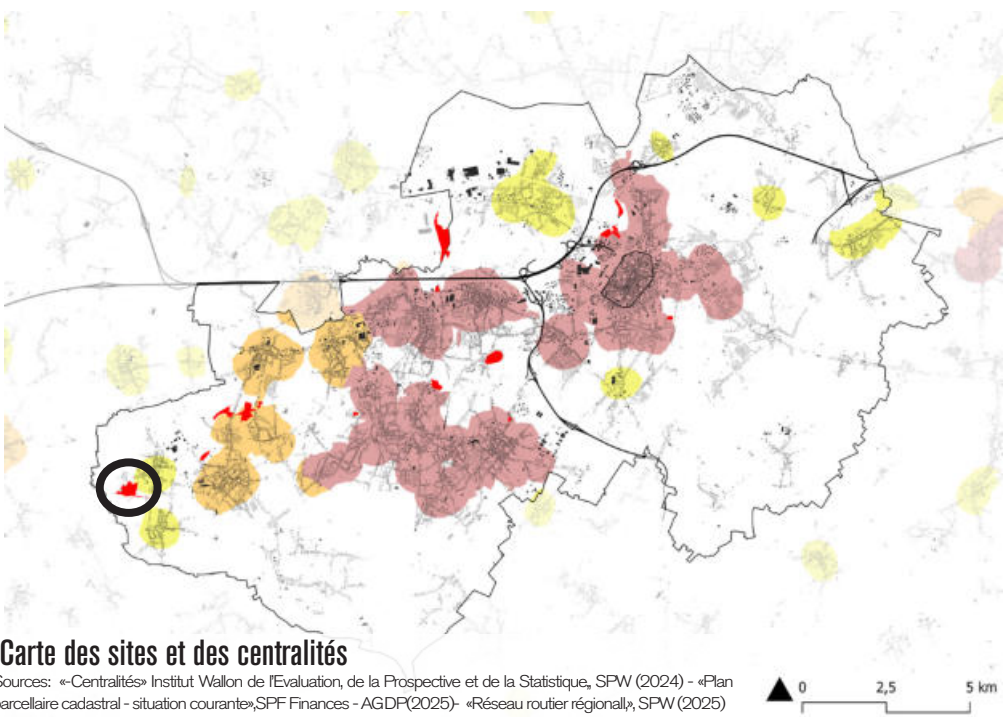 Carte des sites et des centralités
Sources: «-Centralités» Institut Wallon de l'Evaluation, de la Prospective et de la Statistique,, SPW (2024) - «Plan
parcellaire cadastral - situation courante»,SPF Finances - AGDP(2025)- «Réseau routier régionall», SPW (2025)
0 2,5 5 km